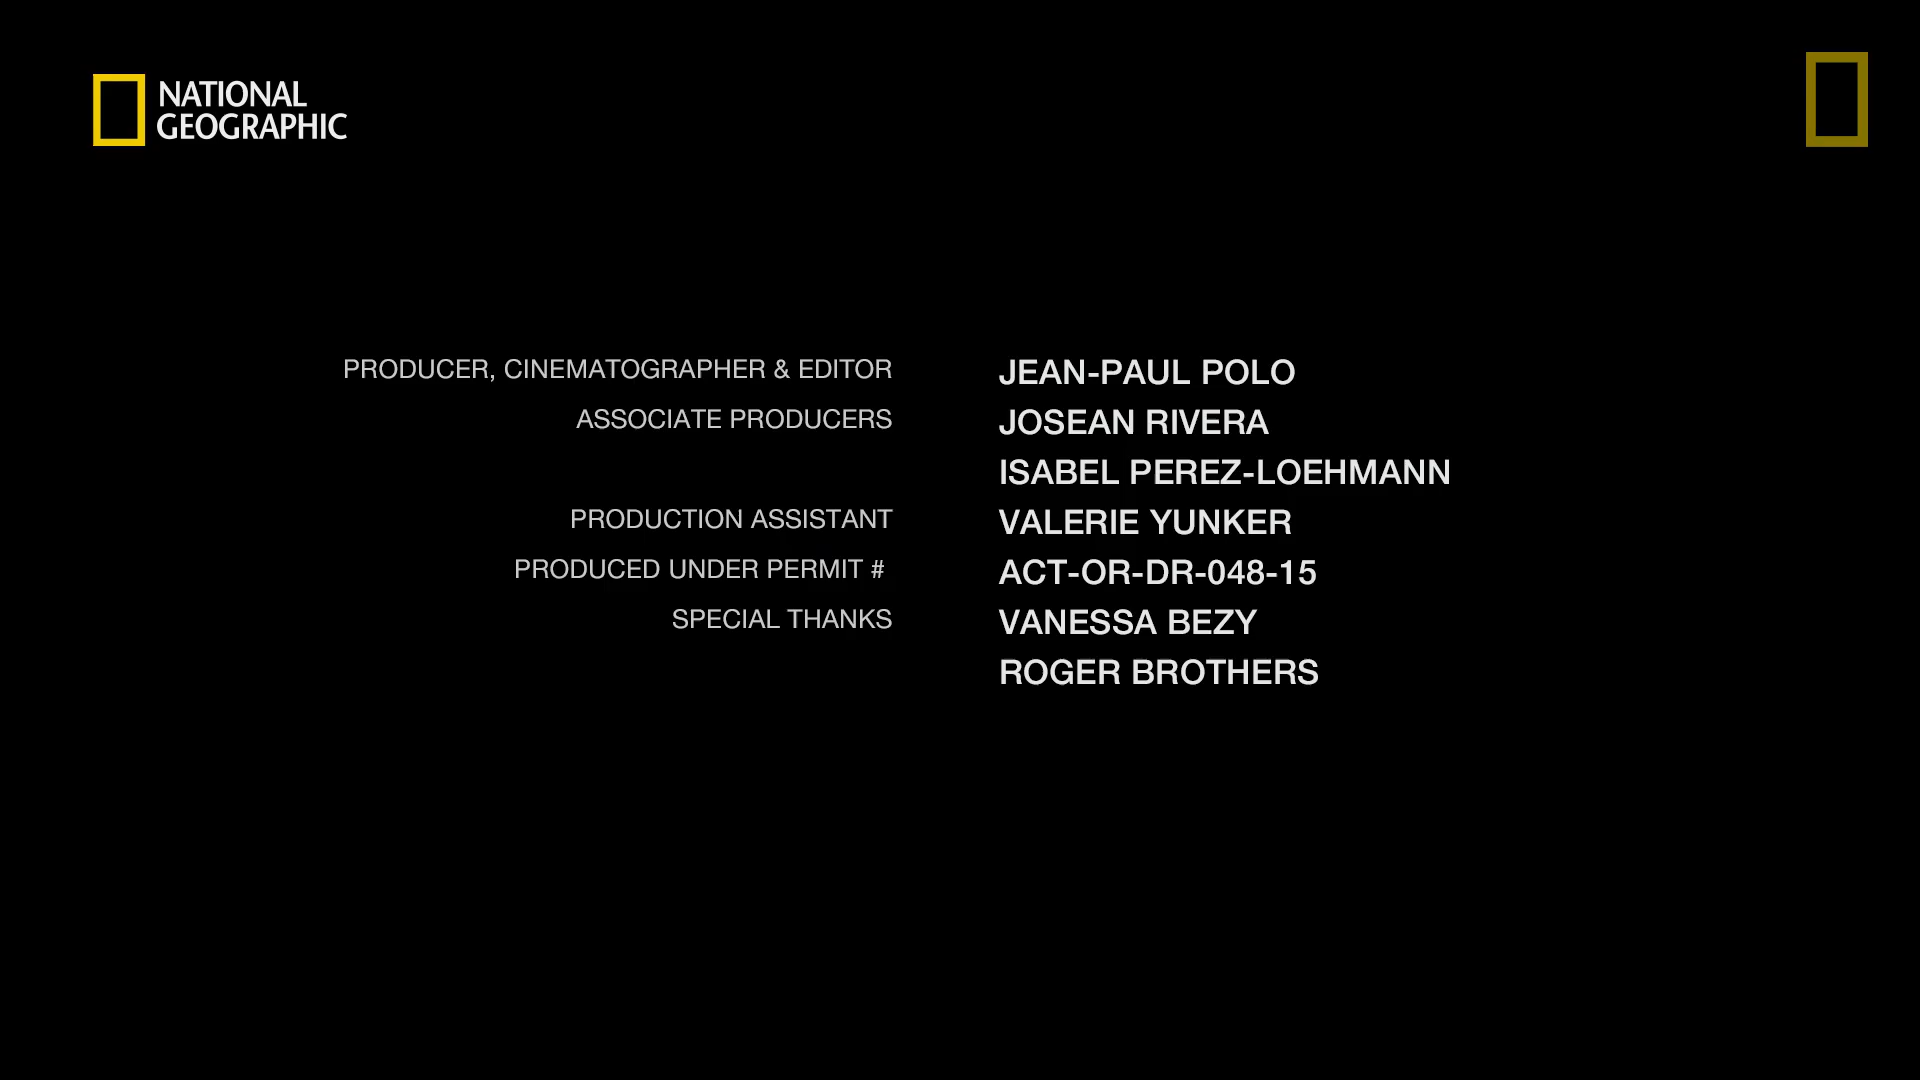 NATIONAL
GEOGRAPHIC
PRODUCER, CINEMATOGRAPHER & EDITOR JEAN-PAUL POLO
ASSOCIATE PRODUCERS JOSEAN RIVERA
ISABEL PEREZ-LOEHMANN
PRODUCTION ASSISTANT VALERIE YUNKER
PRODUCED UNDER PERMIT # ACT-OR-DR-048-15
SPECIAL THANKS VANESSA BEZY
ROGER BROTHERS